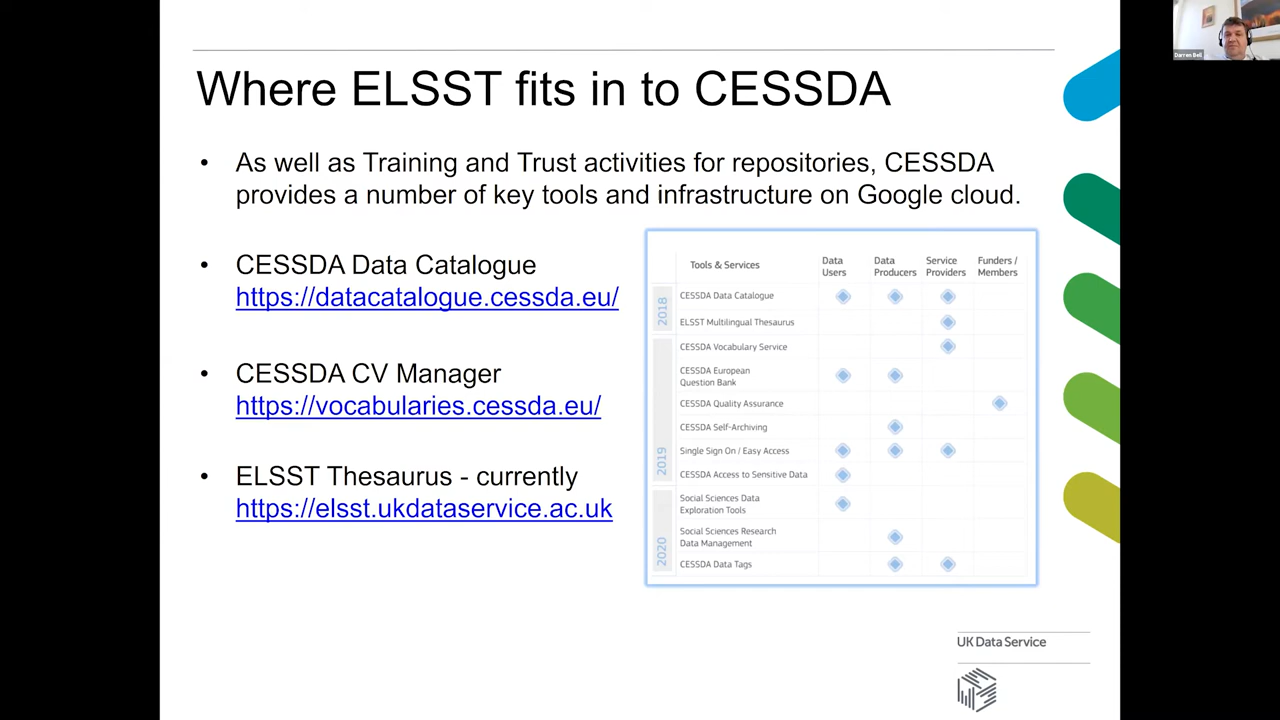 Where ELSST fits in to CESSDA
• As well as Training and Trust activities for repositories, CESSDA
provides a number of key tools and infrastructure on Google cloud.
• CESSDA Data Catalogue
https://datacatalogue.cessda.eu/
• CESSDA CV Manager
https://vocabularies.cessda.eu/
• ELSST Thesaurus - currently
https://elsst.ukdataservice.ac.uk
Tools & Services
Data
Users
Data
Producers
Service
Providers
Funders /
Members
2018
CESSDA Data Catalogue
ELSST Multilingual Thesaurus
2019
CESSDA Vocabulary Service
CESSDA European
Question Bank
CESSDA Quality Assurance
CESSDA Self-Archiving
Single Sign On / Easy Access
CESSDA Access to Sensitive Data
2020
Social Sciences Data
Exploration Tools
Social Sciences Research
Data Management
CESSDA Data Tags
UK Data Service
Darren Bell